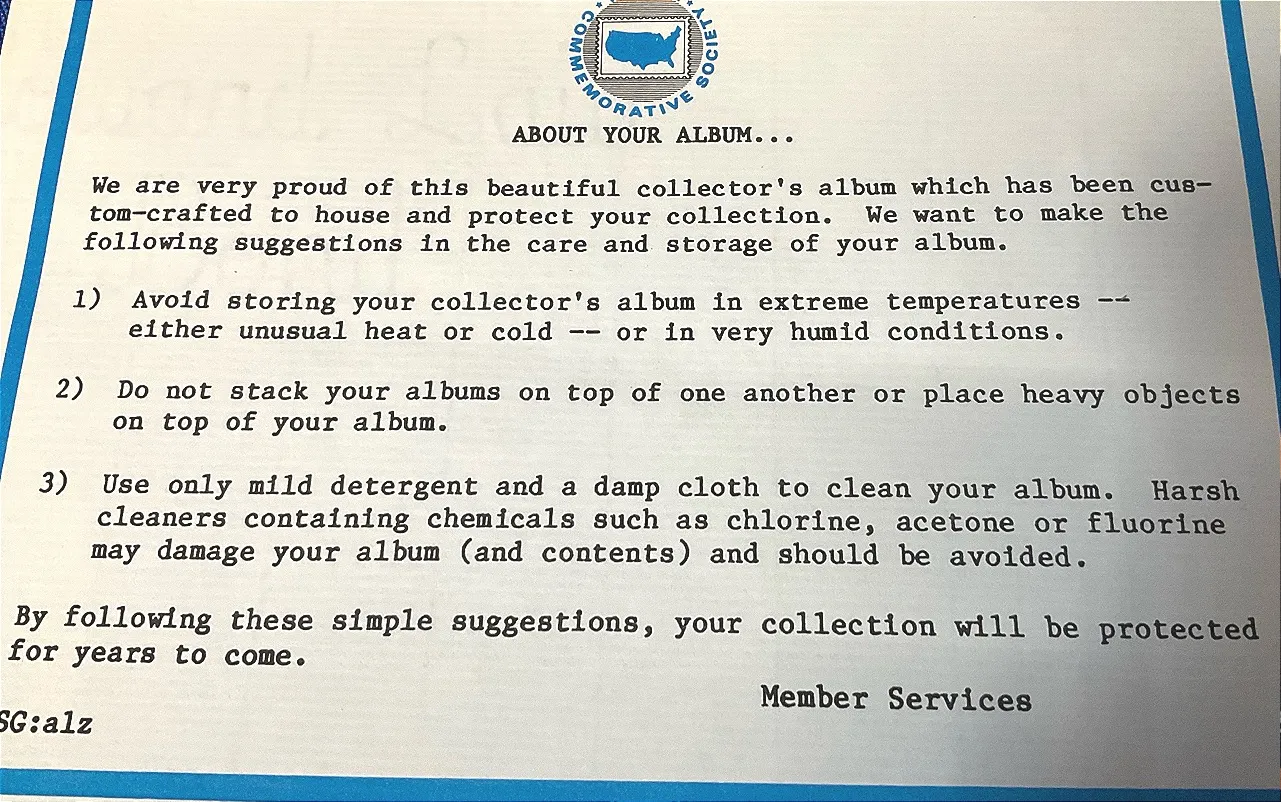 COMMEMORATIVE SOCIETY
ABOUT YOUR ALBUM...
We are very proud of this beautiful collector's album which has been cus-
tom-crafted to house and protect your collection. We want to make the
following suggestions in the care and storage of your album.
1) Avoid storing your collector's album in extreme temperatures --
either unusual heat or cold -- or in very humid conditions.
2) Do not stack your albums on top of one another or place heavy objects
on top of your album.
3) Use only mild detergent and a damp cloth to clean your album. Harsh
cleaners containing chemicals such as chlorine, acetone or fluorine
may damage your album (and contents) and should be avoided.
By following these simple suggestions, your collection will be protected
for years to come.
Member Services
SG:alz